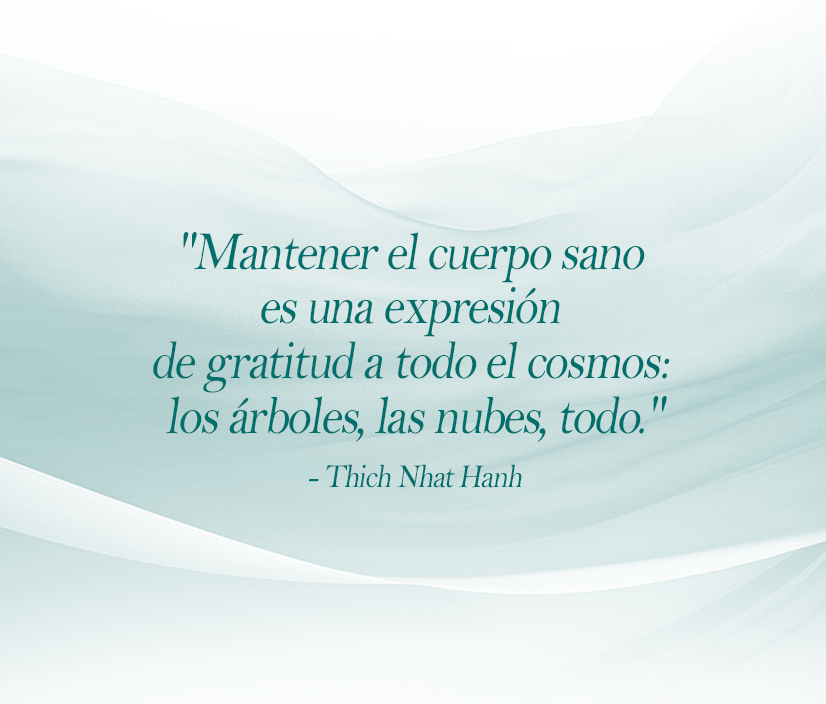 "Mantener el cuerpo sano
es una expresión
de gratitud a todo el cosmos:
los árboles, las nubes, todo."
- Thich Nhat Hanh